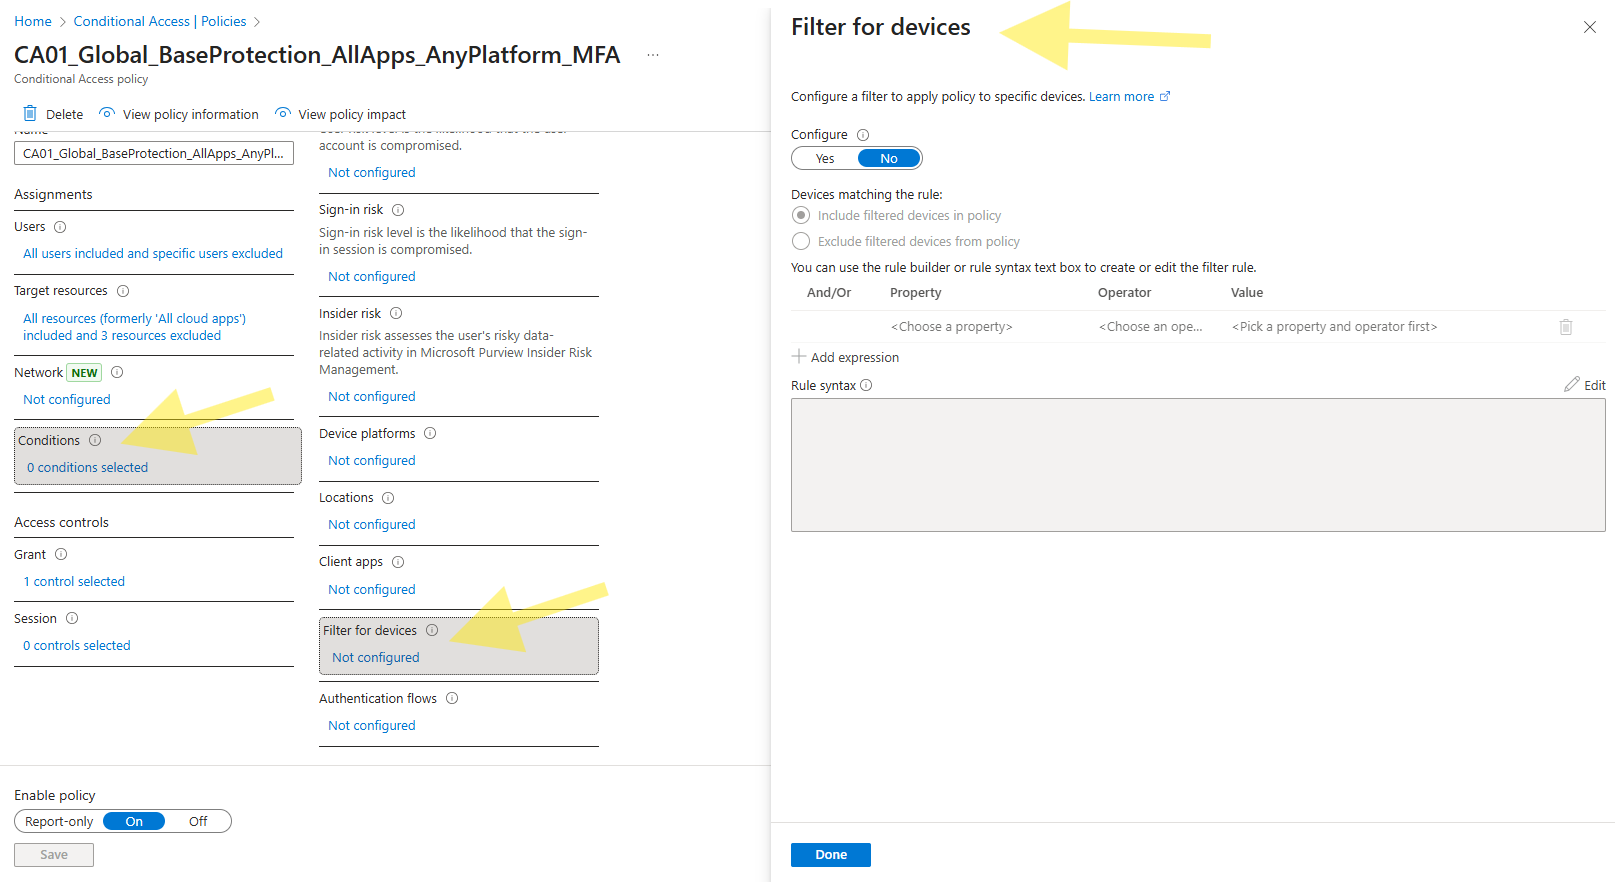 Home > Conditional Access | Policies >
CA01_Global_BaseProtection_AllApps_AnyPlatform_MFA ...
Conditional Access policy
Delete View policy information View policy impact
Name
CA01_Global_BaseProtection_AllApps_AnyPl...
Assignments
Users
All users included and specific users excluded
Target resources
All resources (formerly 'All cloud apps')
included and 3 resources excluded
Network NEW
Not configured
Conditions
0 conditions selected
Access controls
Grant
1 control selected
Session
0 controls selected
User risk level is the likelihood that the user
account is compromised.
Not configured
Sign-in risk
Sign-in risk level is the likelihood that the sign-
in session is compromised.
Not configured
Insider risk
Insider risk assesses the user's risky data-
related activity in Microsoft Purview Insider Risk
Management.
Not configured
Device platforms
Not configured
Locations
Not configured
Client apps
Not configured
Filter for devices
Not configured
Authentication flows
Not configured
Enable policy
Report-only On Off
Save
Filter for devices
Configure a filter to apply policy to specific devices. Learn more
Configure
Yes No
Devices matching the rule:
Include filtered devices in policy
Exclude filtered devices from policy
You can use the rule builder or rule syntax text box to create or edit the filter rule.
And/Or Property Operator Value
<Choose a property> <Choose an ope... <Pick a property and operator first>
Add expression
Rule syntax Edit
Done